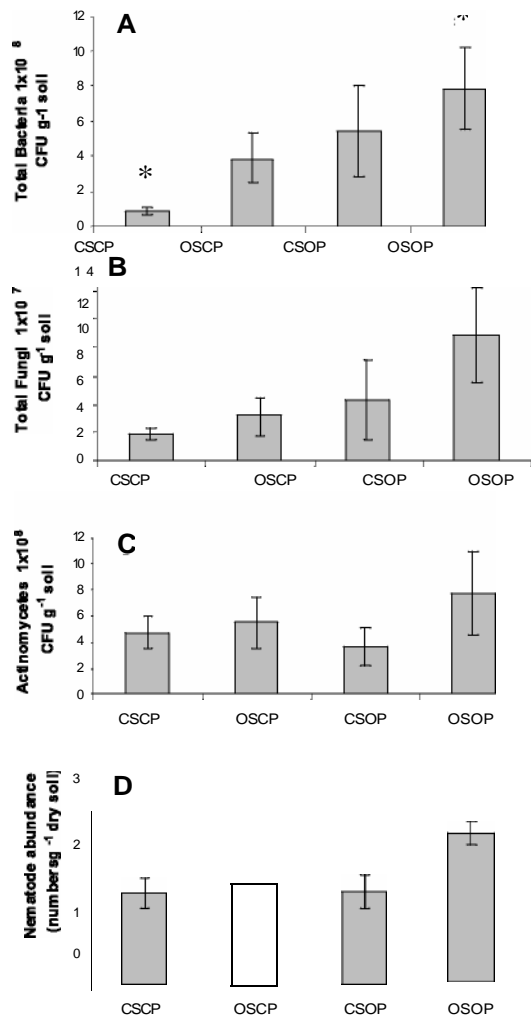 A
Total Bacteria 1x10 8
CFU g-1 soil
12
10
8
6
4
2
0
*
*
CSCP OSCP CSOP OSOP
B
Total Fungi 1x10 7
CFU g-1 soil
1 4
12
10
8
6
4
2
0
CSCP OSCP CSOP OSOP
C
Actinomycetes 1x10 8
CFU g-1 soil
12
10
8
6
4
2
0
CSCP OSCP CSOP OSOP
D
Nematode abundance
(numbersg -1 dry soil)
3
2
1
0
CSCP OSCP CSOP OSOP